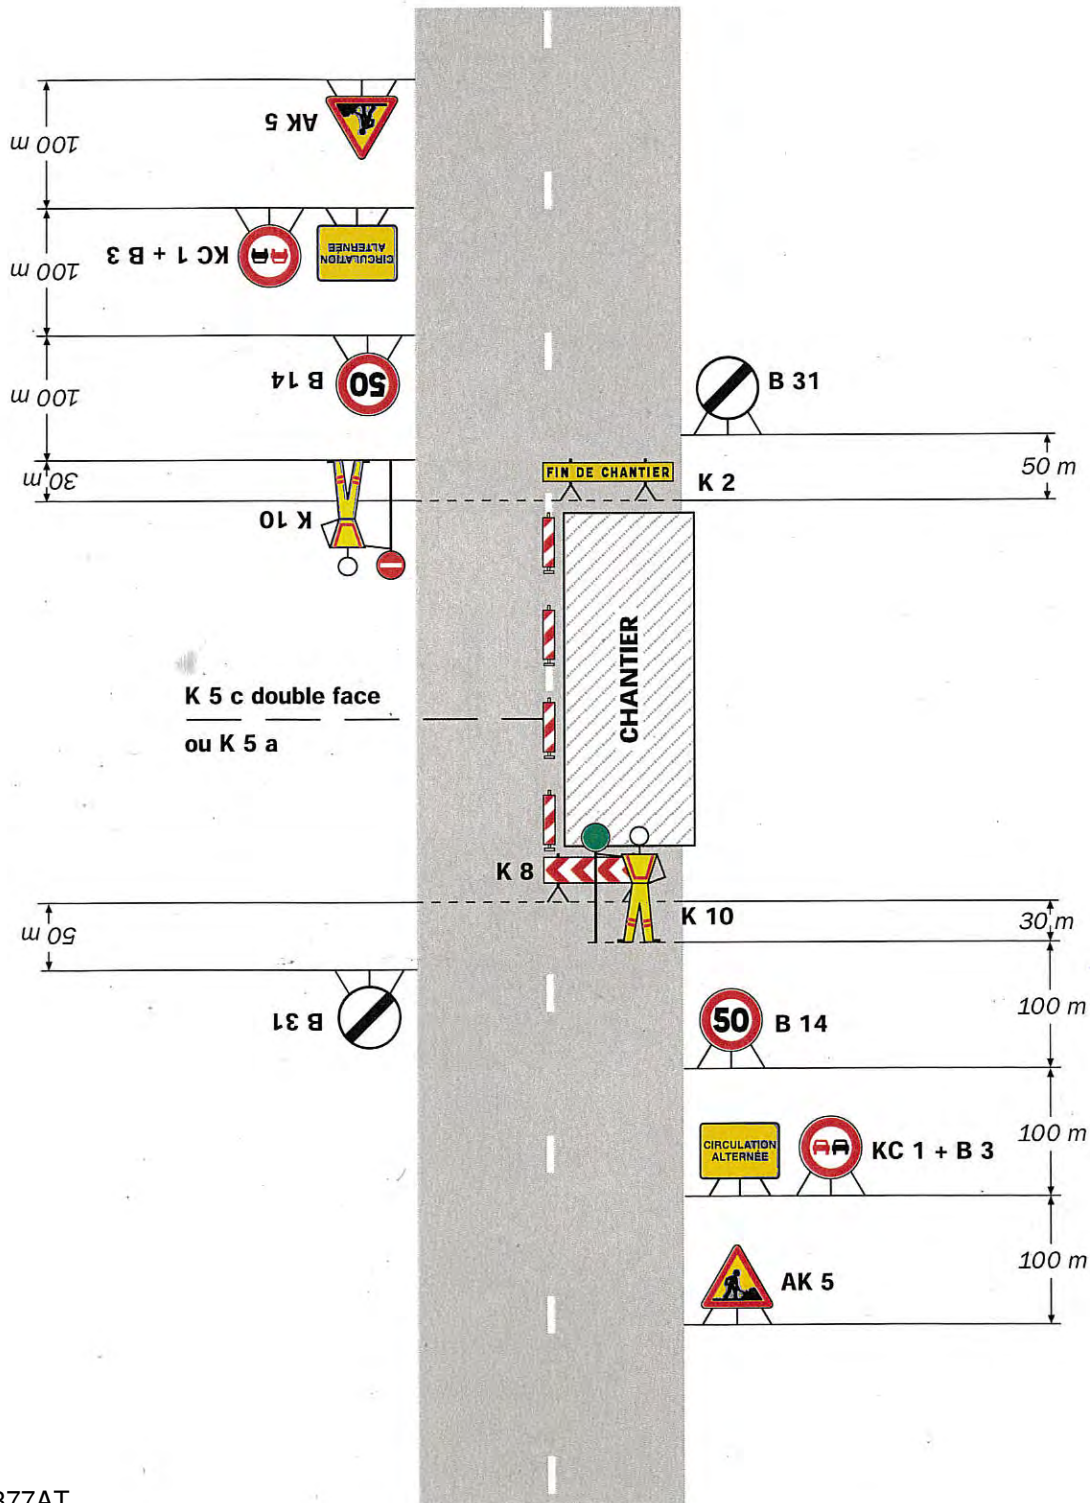 AK 5
100 m
CIRCULATION
ALTERNÉE
KC 1 + B 3
100 m
50
B 14
100 m
B 31
50 m
30 m
K 10
FIN DE CHANTIER
K 2
CHANTIER
K 5 c double face
ou K 5 a
K 8
K 10
30 m
50 m
B 31
50
B 14
100 m
CIRCULATION
ALTERNÉE
KC 1 + B 3
100 m
AK 5
100 m